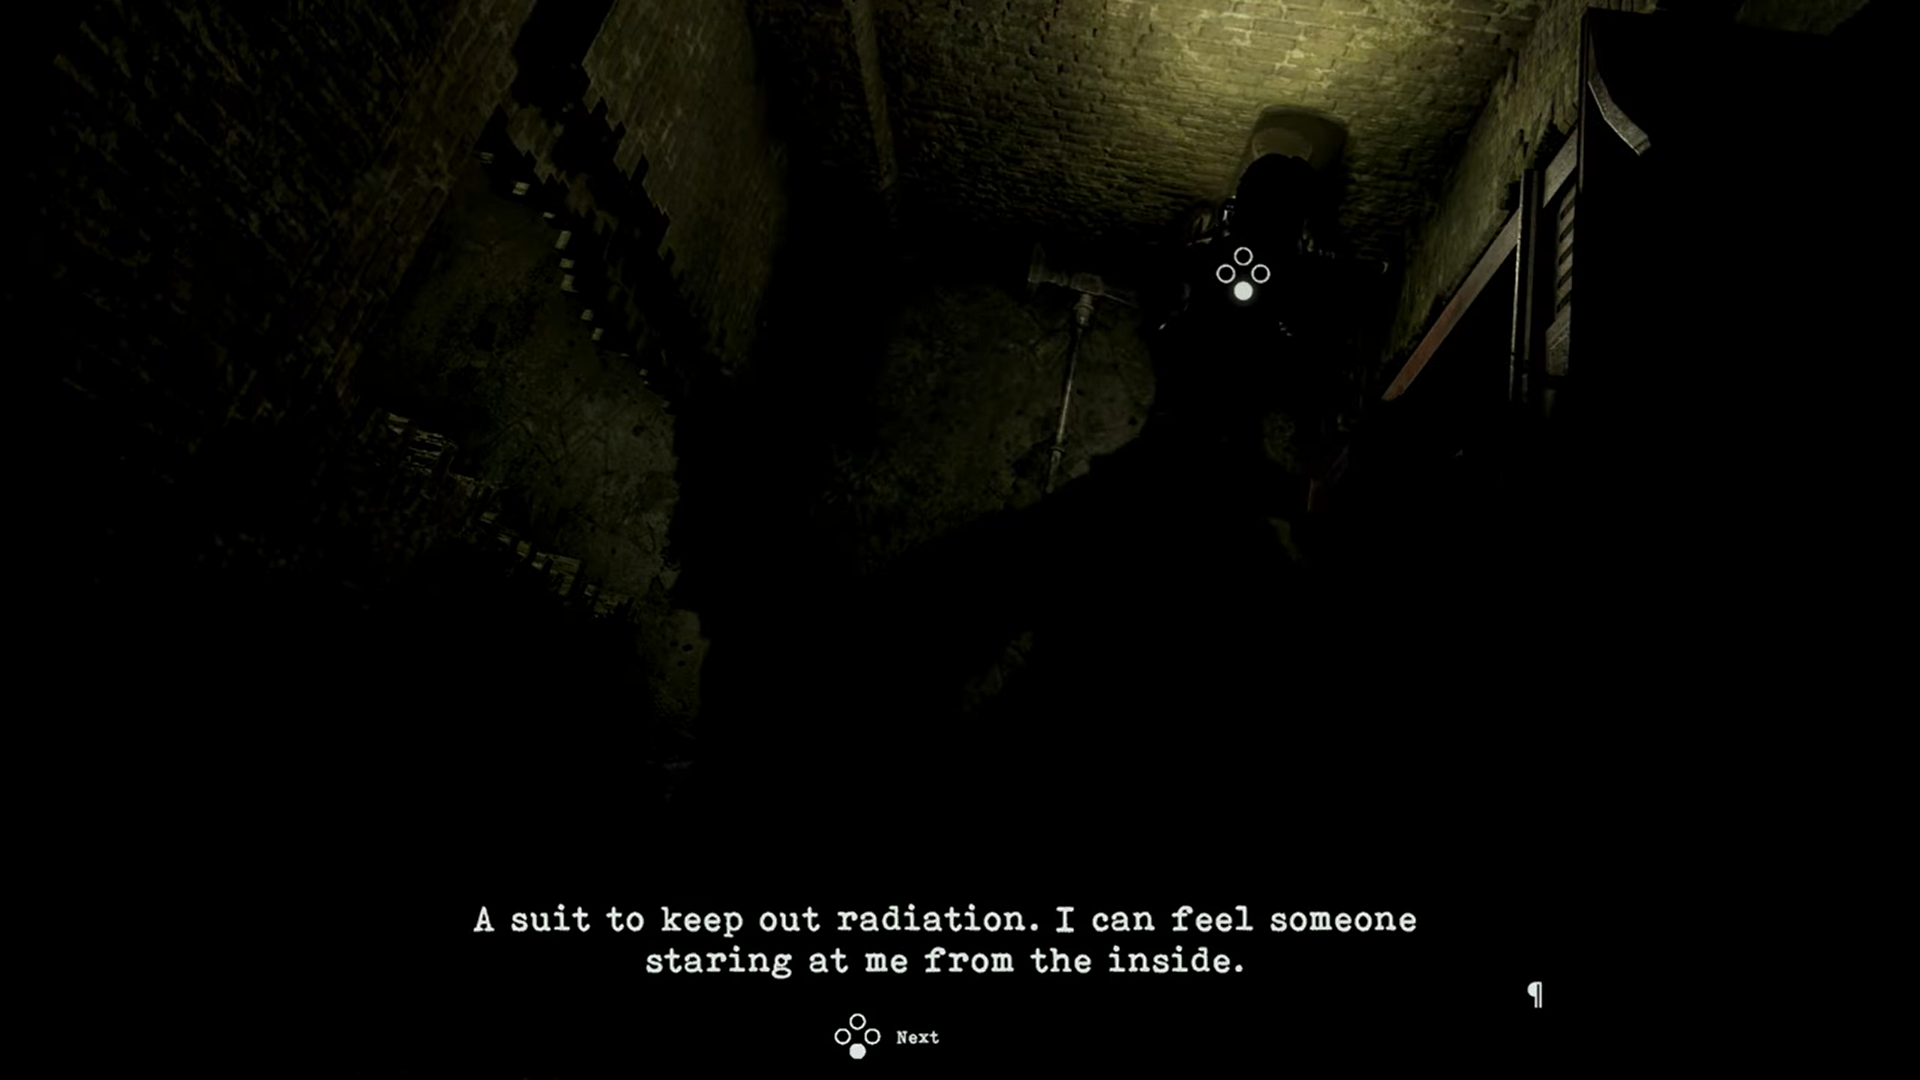 A suit to keep out radiation. I can feel someone
staring at me from the inside.
¶
Next